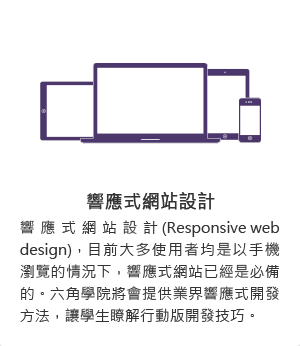 響應式網站設計
響應式網站設計(Responsive web
design)，目前大多使用者均是以手機
瀏覽的情況下，響應式網站已經是必備
的。六角學院將會提供業界響應式開發
方法，讓學生瞭解行動版開發技巧。